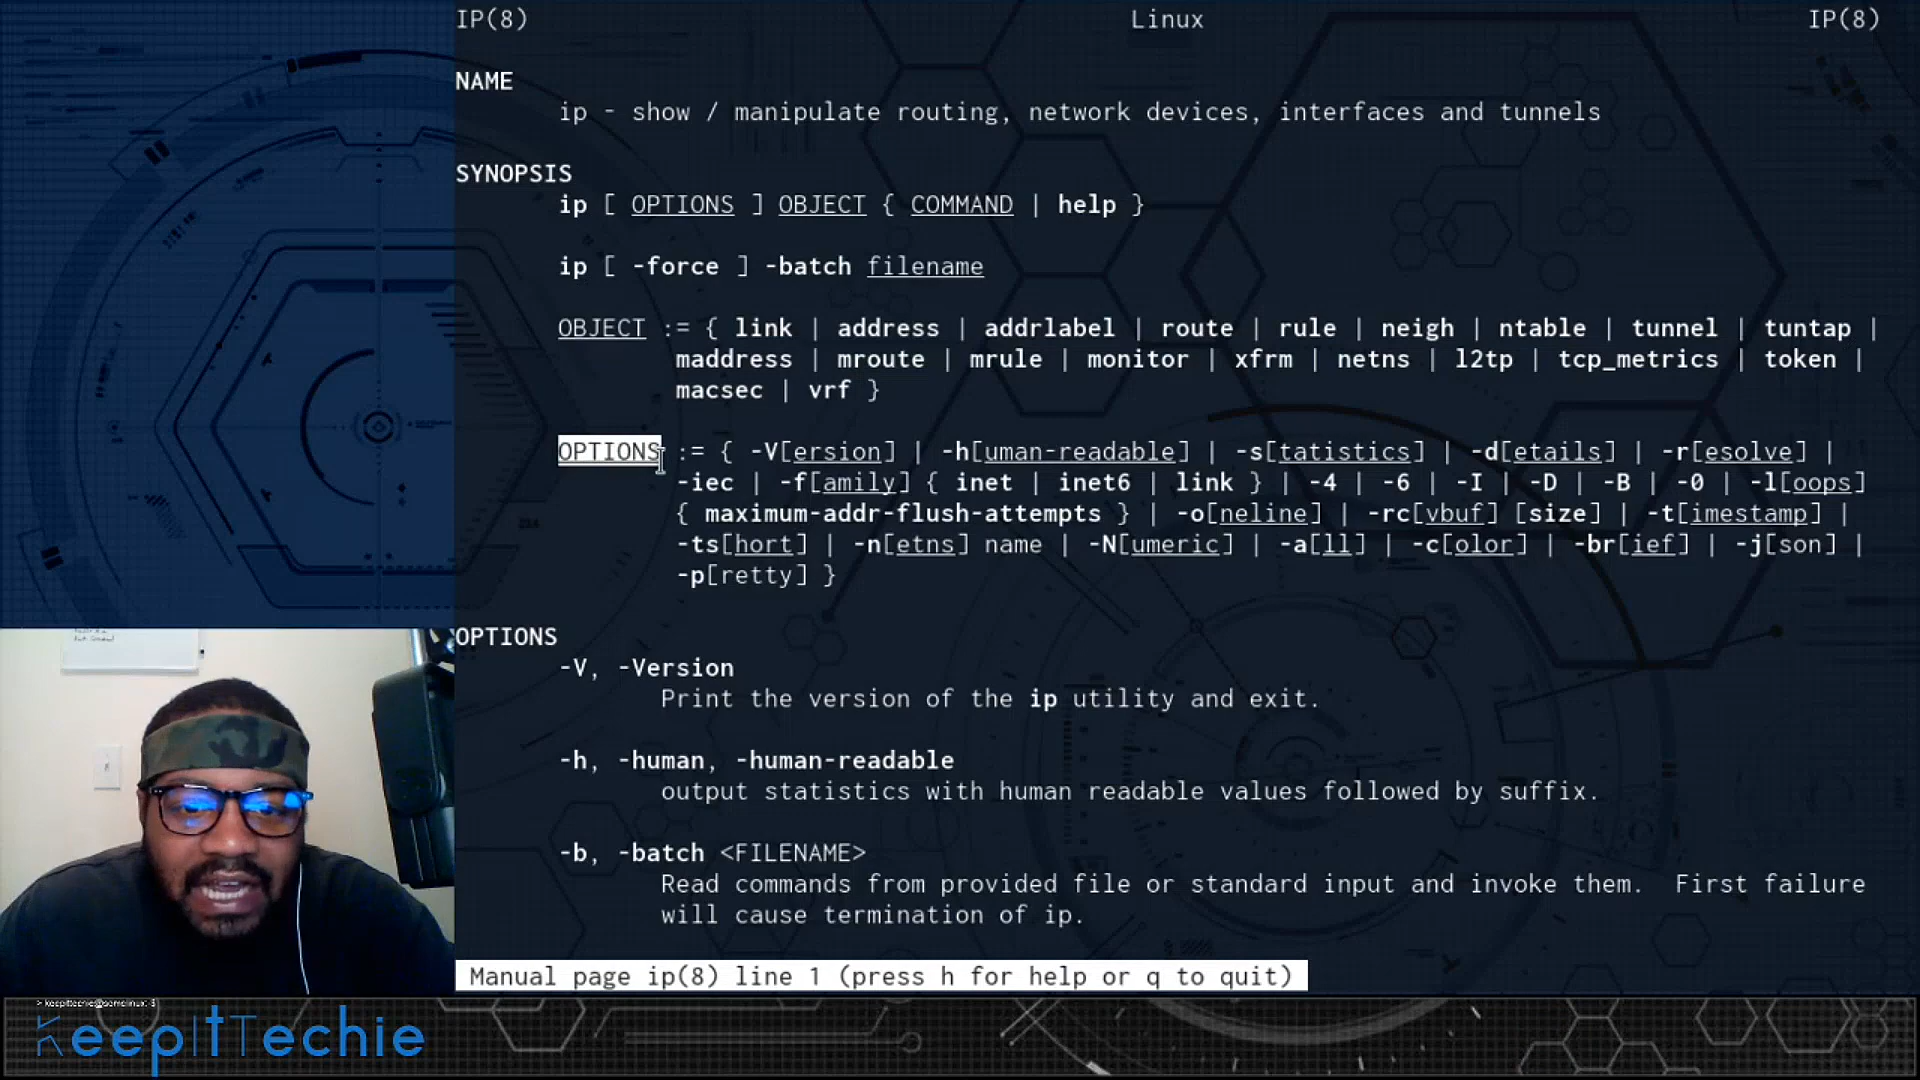 IP(8) Linux IP(8)
NAME
ip - show / manipulate routing, network devices, interfaces and tunnels
SYNOPSIS
ip [ OPTIONS ] OBJECT { COMMAND | help }
ip [ -force ] -batch filename
OBJECT := { link | address | addrlabel | route | rule | neigh | ntable | tunnel | tuntap |
maddress | mroute | mrule | monitor | xfrm | netns | l2tp | tcp_metrics | token |
macsec | vrf }
OPTIONS := { -V[ersion] | -h[uman-readable] | -s[tatistics] | -d[etails] | -r[esolve] |
-iec | -f[amily] { inet | inet6 | link } | -4 | -6 | -I | -D | -B | -0 | -l[oops]
{ maximum-addr-flush-attempts } | -o[neline] | -rc[vbuf] [size] | -t[imestamp] |
-ts[hort] | -n[etns] name | -N[umeric] | -a[ll] | -c[olor] | -br[ief] | -j[son] |
-p[retty] }
OPTIONS
-V, -Version
Print the version of the ip utility and exit.
-h, -human, -human-readable
output statistics with human readable values followed by suffix.
-b, -batch <FILENAME>
Read commands from provided file or standard input and invoke them. First failure
will cause termination of ip.
Manual page ip(8) line 1 (press h for help or q to quit)
> keepittechie@somelinux:~$
KeepItTechie